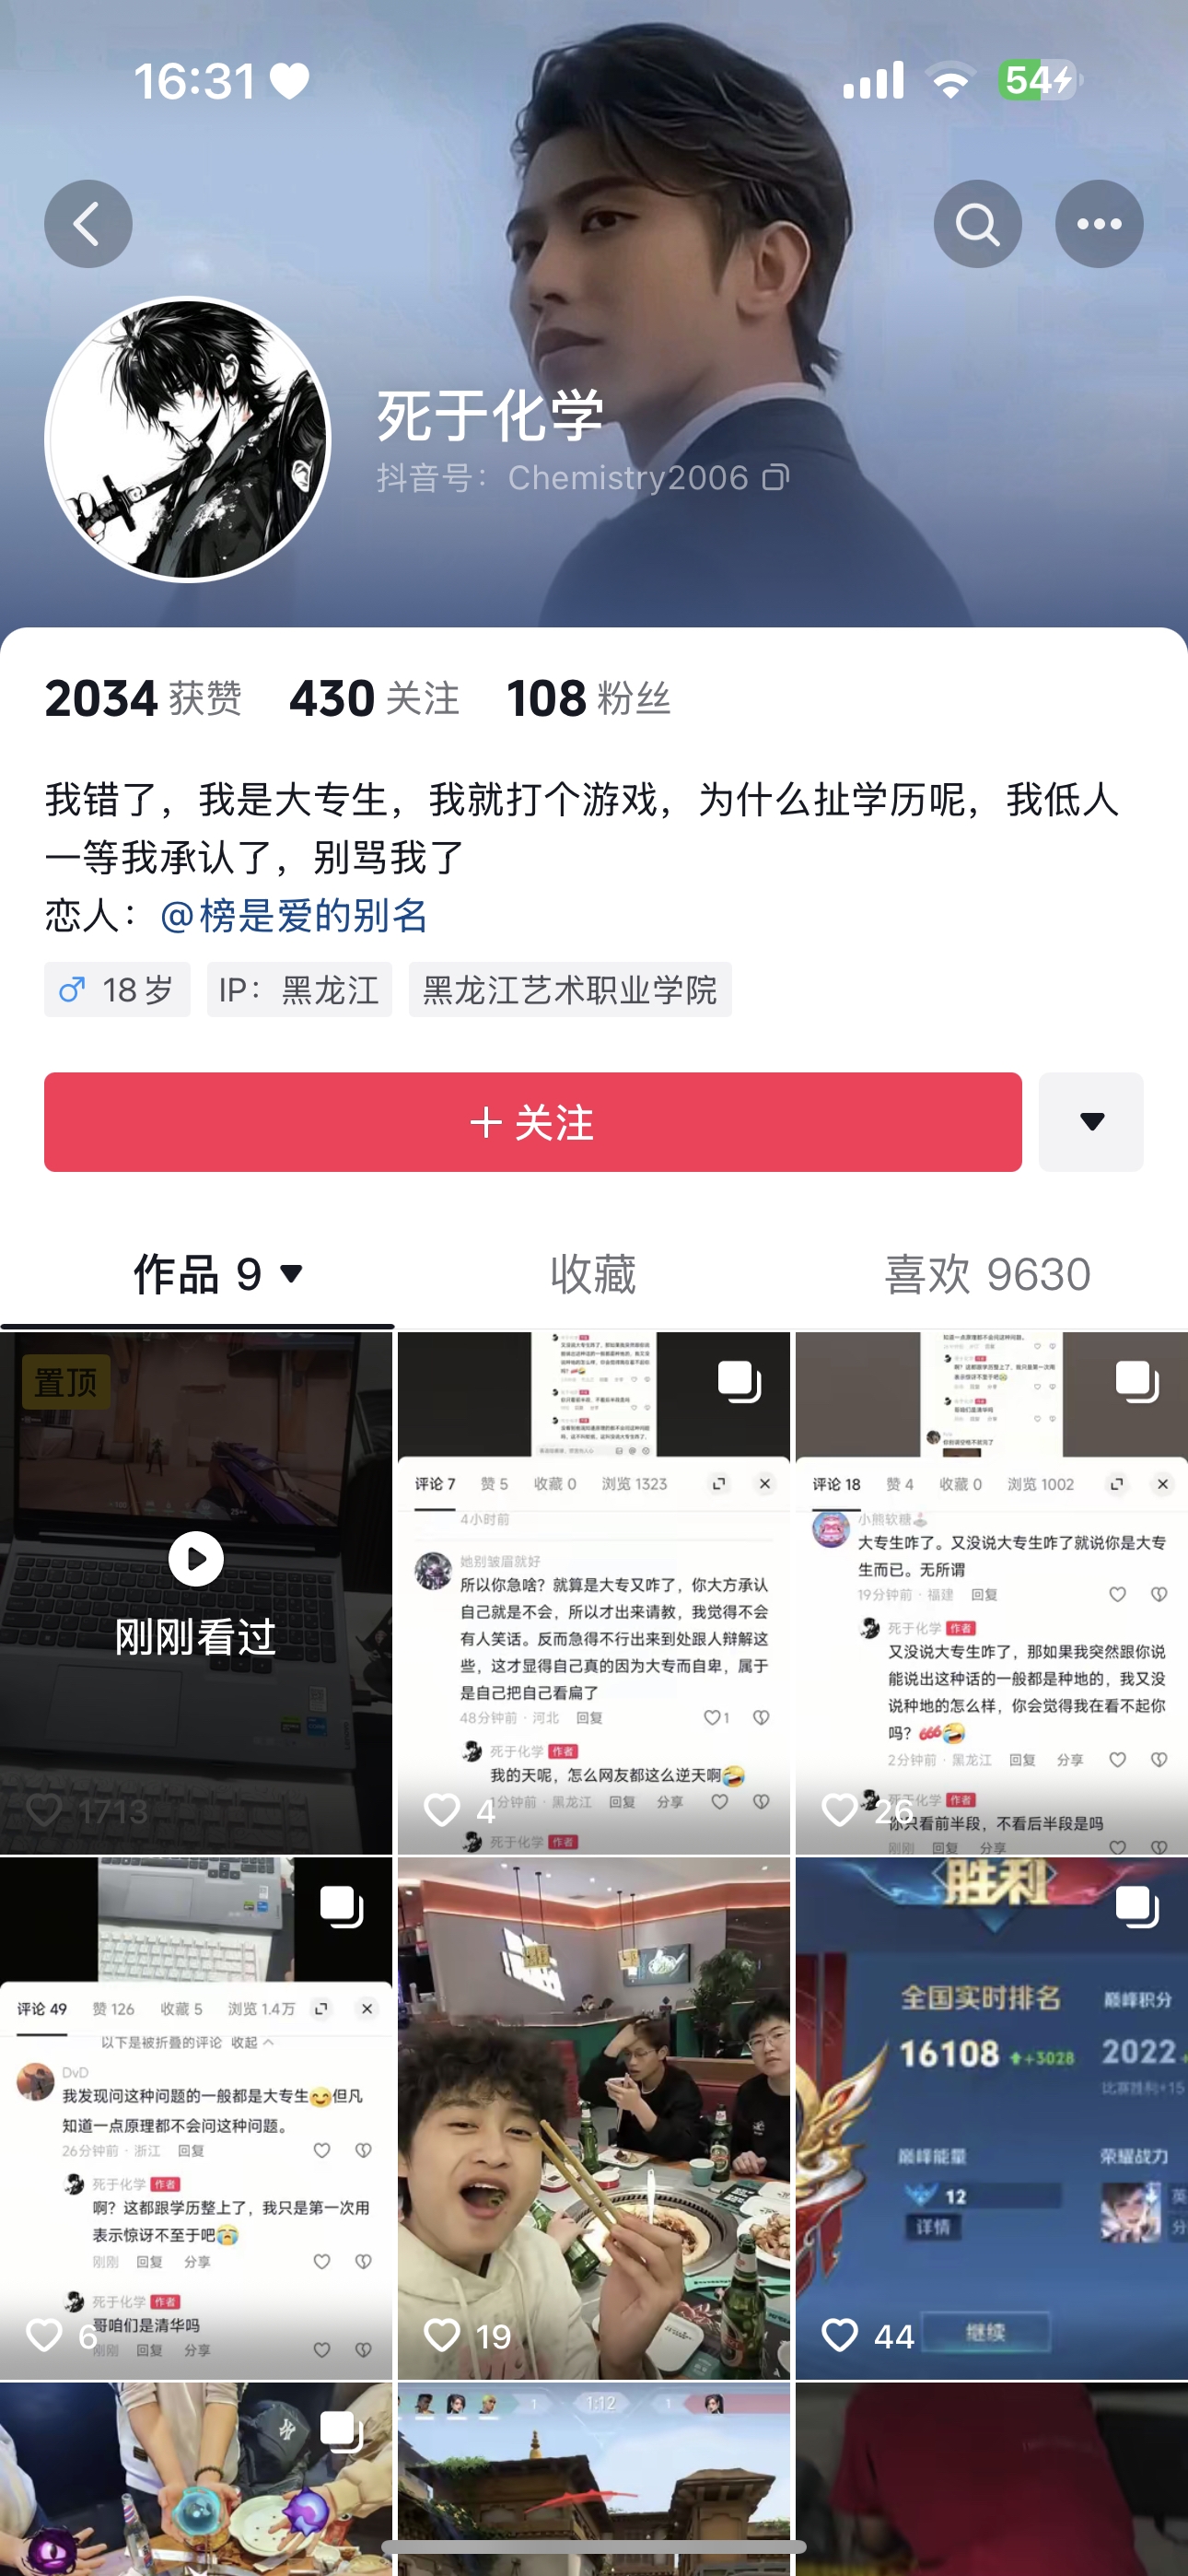 16:31
54
死于化学
抖音号：Chemistry2006
2034 获赞 430 关注 108 粉丝
我错了，我是大专生，我就打个游戏，为什么扯学历呢，我低人
一等我承认了，别骂我了
恋人：@榜是爱的别名
18岁 IP：黑龙江 黑龙江艺术职业学院
关注
作品 9 收藏 喜欢 9630
置顶
刚刚看过
1713
评论 7 赞 5 收藏 0 浏览 1323
4小时前
她别皱眉就好
所以你急啥？就算是大专又咋了，你大方承认
自己就是不会，所以才出来请教，我觉得不会
有人笑话。反而急得不行出来到处跟人辩解这
些，这才显得自己真的因为大专而自卑，属于
是自己把自己看扁了
48分钟前 · 河北 回复 1
死于化学 作者
我的天呢，怎么网友都这么逆天啊
1分钟前 · 黑龙江 回复 分享
死于化学 作者
4
评论 18 赞 4 收藏 0 浏览 1002
小熊软糖
大专生咋了。又没说大专生咋了就说你是大专
生而已。无所谓
19分钟前 · 福建 回复
死于化学 作者
又没说大专生咋了，那如果我突然跟你说
能说出这种话的一般都是种地的，我又没
说种地的怎么样，你会觉得我在看不起你
吗？666
2分钟前 · 黑龙江 回复 分享
死于化学 作者
你只看前半段，不看后半段是吗
刚刚 回复 分享
26
评论 49 赞 126 收藏 5 浏览 1.4万
以下是被折叠的评论 收起
DvD
我发现问这种问题的一般都是大专生但凡
知道一点原理都不会问这种问题。
26分钟前 · 浙江 回复
死于化学 作者
啊？这都跟学历整上了，我只是第一次用
表示惊讶不至于吧
刚刚 回复 分享
死于化学 作者
哥咱们是清华吗
刚刚 回复 分享
6
19
胜利
全国实时排名 巅峰积分
16108 +3028 2022
比赛胜利+15
巅峰能量 荣耀战力
12
详情
继续
44
1 1:12 1